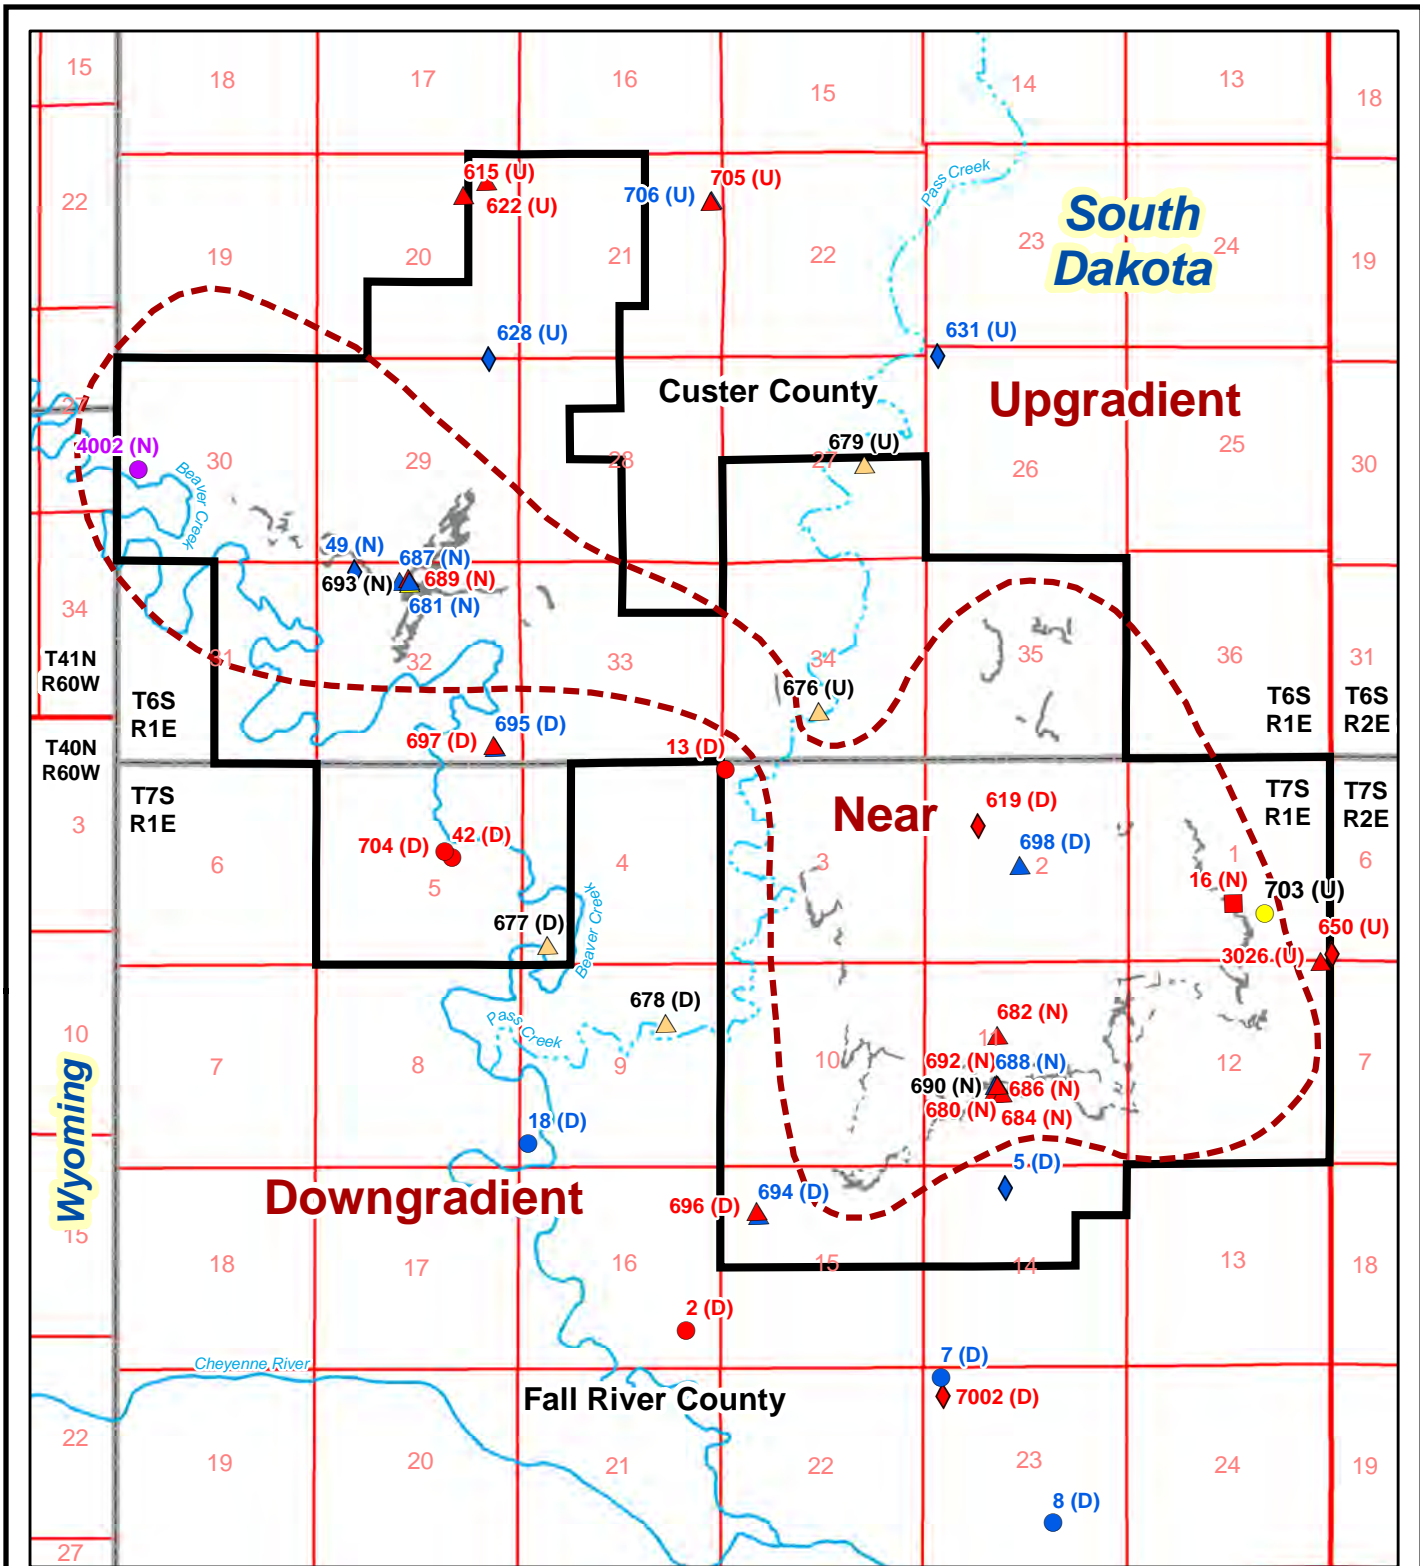 15
18
17
16
15
14
13
18
22
19
20
21
22
23
24
19
615 (U)
622 (U)
705 (U)
706 (U)
Pass Creek
South
Dakota
628 (U)
631 (U)
Custer County
Upgradient
679 (U)
27
4002 (N)
Beaver Creek
30
29
28
27
26
25
30
49 (N)
687 (N)
693 (N)
689 (N)
681 (N)
34
T41N
R60W
31
32
33
34
35
36
31
676 (U)
T6S
R1E
695 (D)
697 (D)
13 (D)
T6S
R1E
T6S
R2E
T40N
R60W
T7S
R1E
T7S
R1E
T7S
R2E
3
6
5
4
3
2
1
6
Near
619 (D)
698 (D)
704 (D)
42 (D)
16 (N)
703 (U)
650 (U)
3026 (U)
677 (D)
Beaver Creek
678 (D)
Pass Creek
682 (N)
11
692 (N)
688 (N)
690 (N)
686 (N)
680 (N)
684 (N)
10
7
8
9
10
12
7
Wyoming
18 (D)
5 (D)
Downgradient
696 (D)
694 (D)
15
18
17
16
15
14
13
18
2 (D)
7 (D)
7002 (D)
Cheyenne River
Fall River County
22
19
20
21
22
23
24
19
8 (D)
27